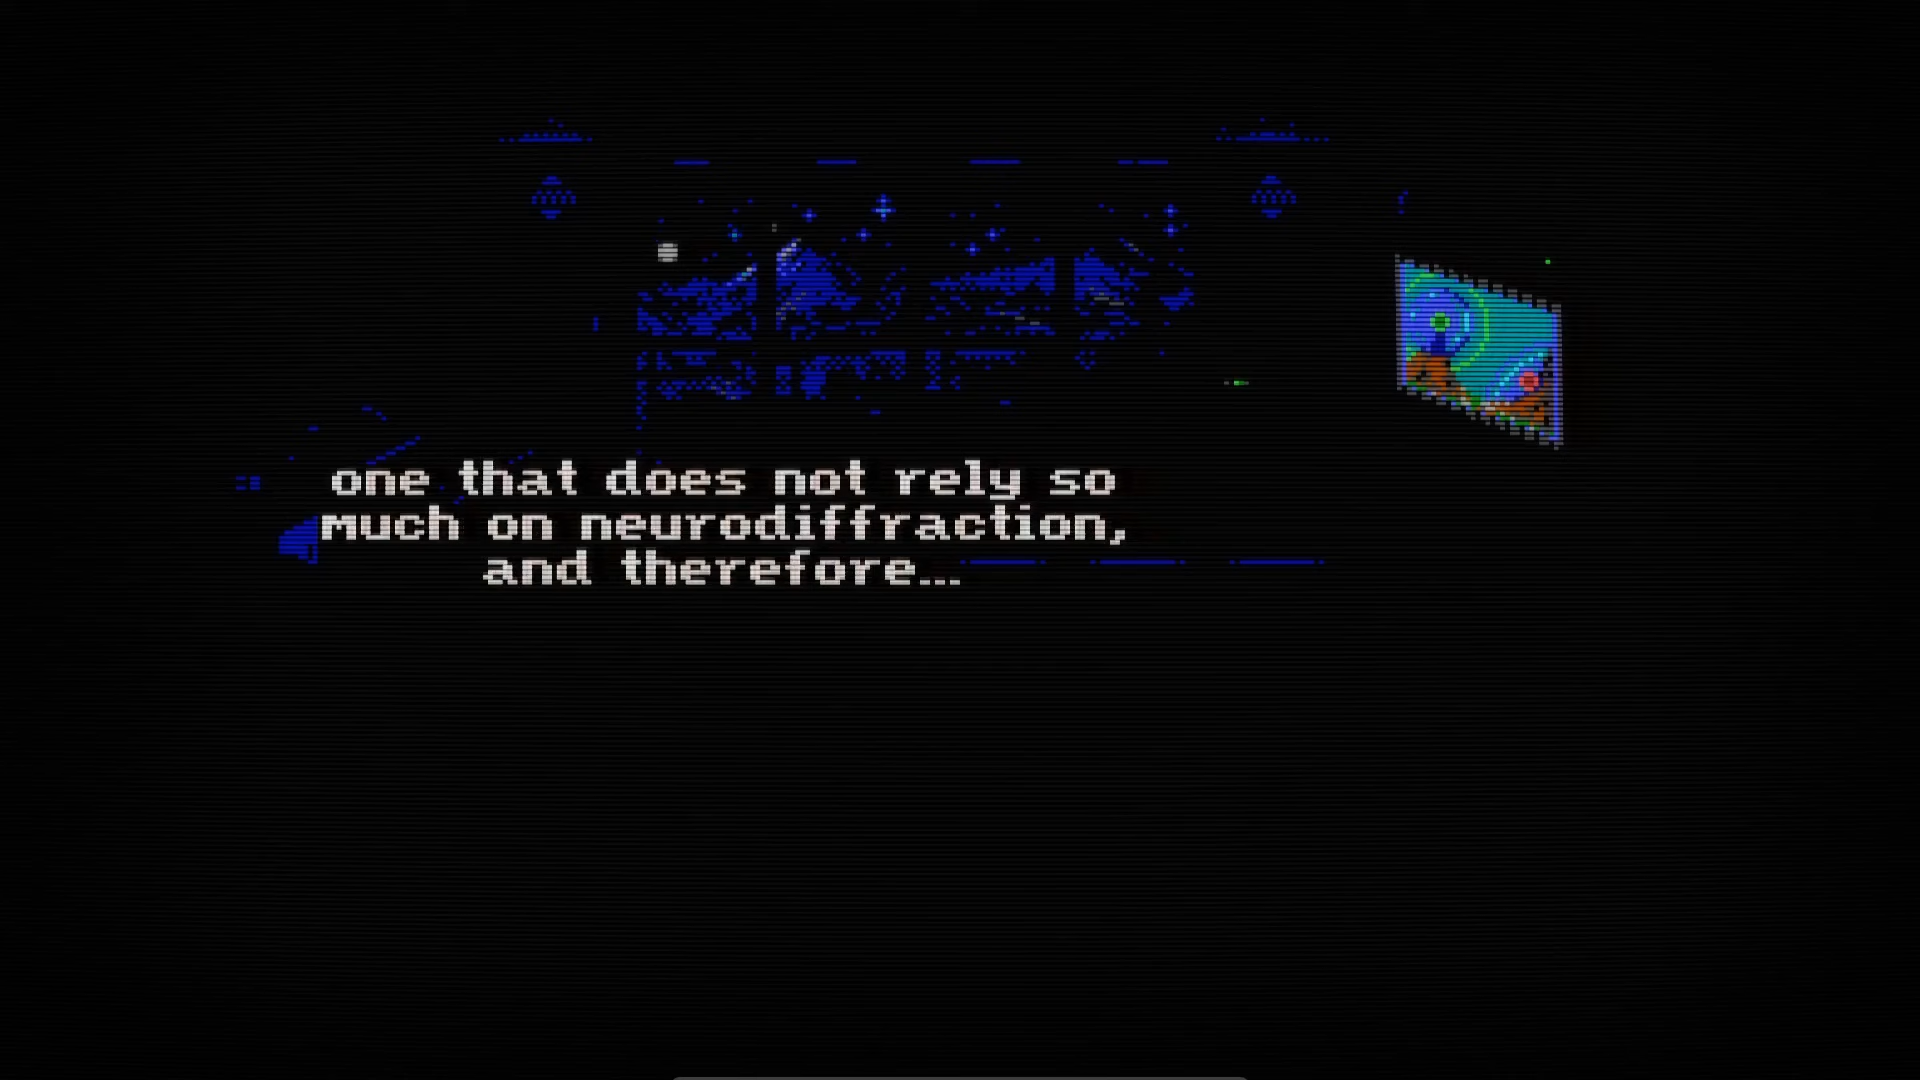 one that does not rely so
much on neurodiffraction,
and therefore...